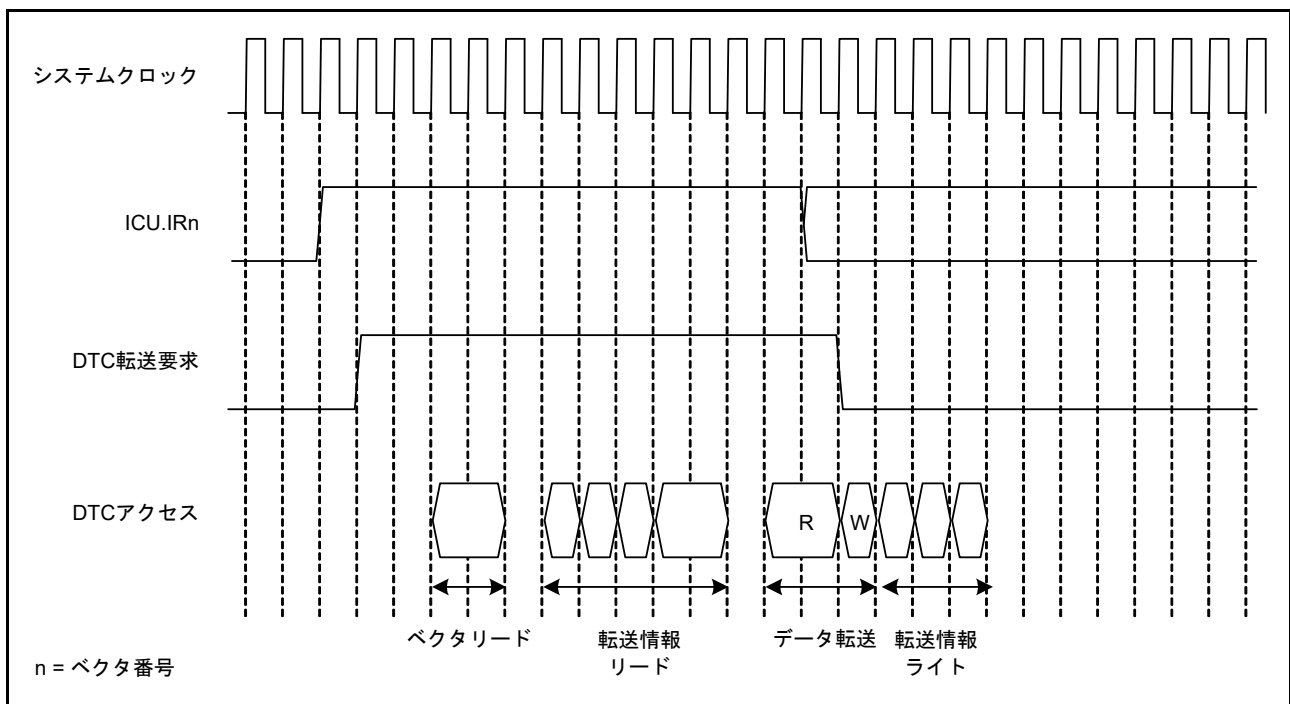 システムクロック
ICU.IRn
DTC転送要求
DTCアクセス
R
W
ベクタリード
転送情報
リード
データ転送
転送情報
ライト
n = ベクタ番号